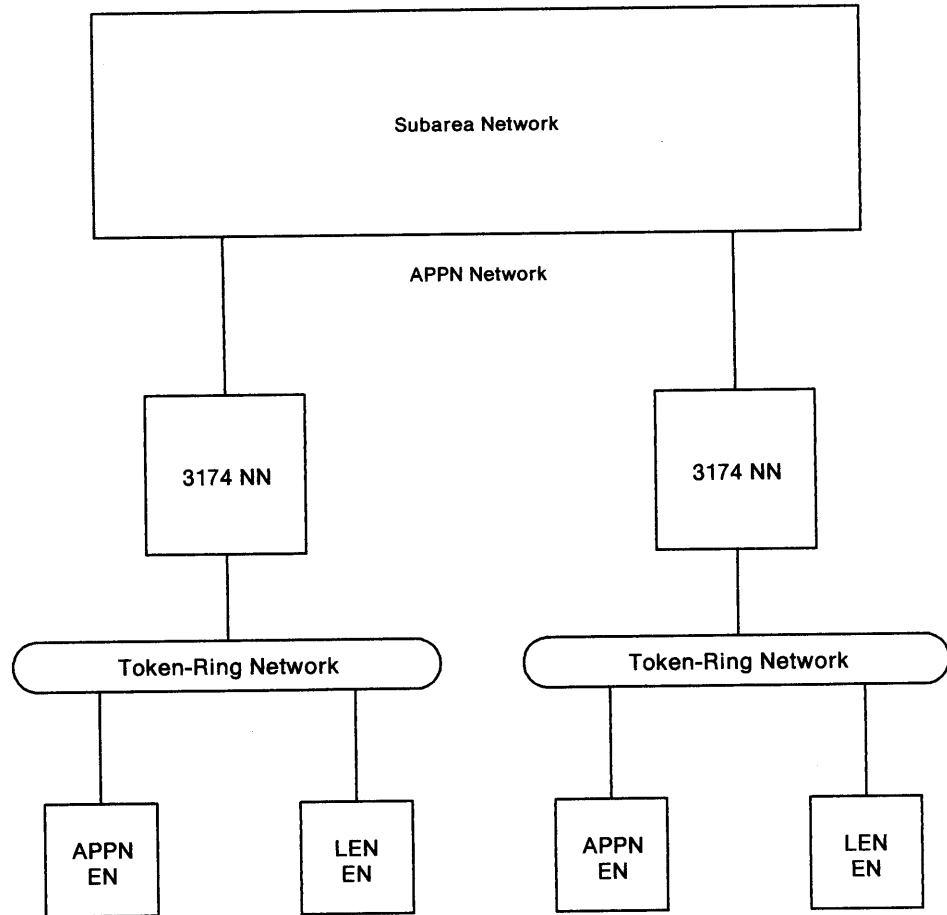 Subarea Network
APPN Network
3174 NN
3174 NN
Token-Ring Network
Token-Ring Network
APPN
EN
LEN
EN
APPN
EN
LEN
EN